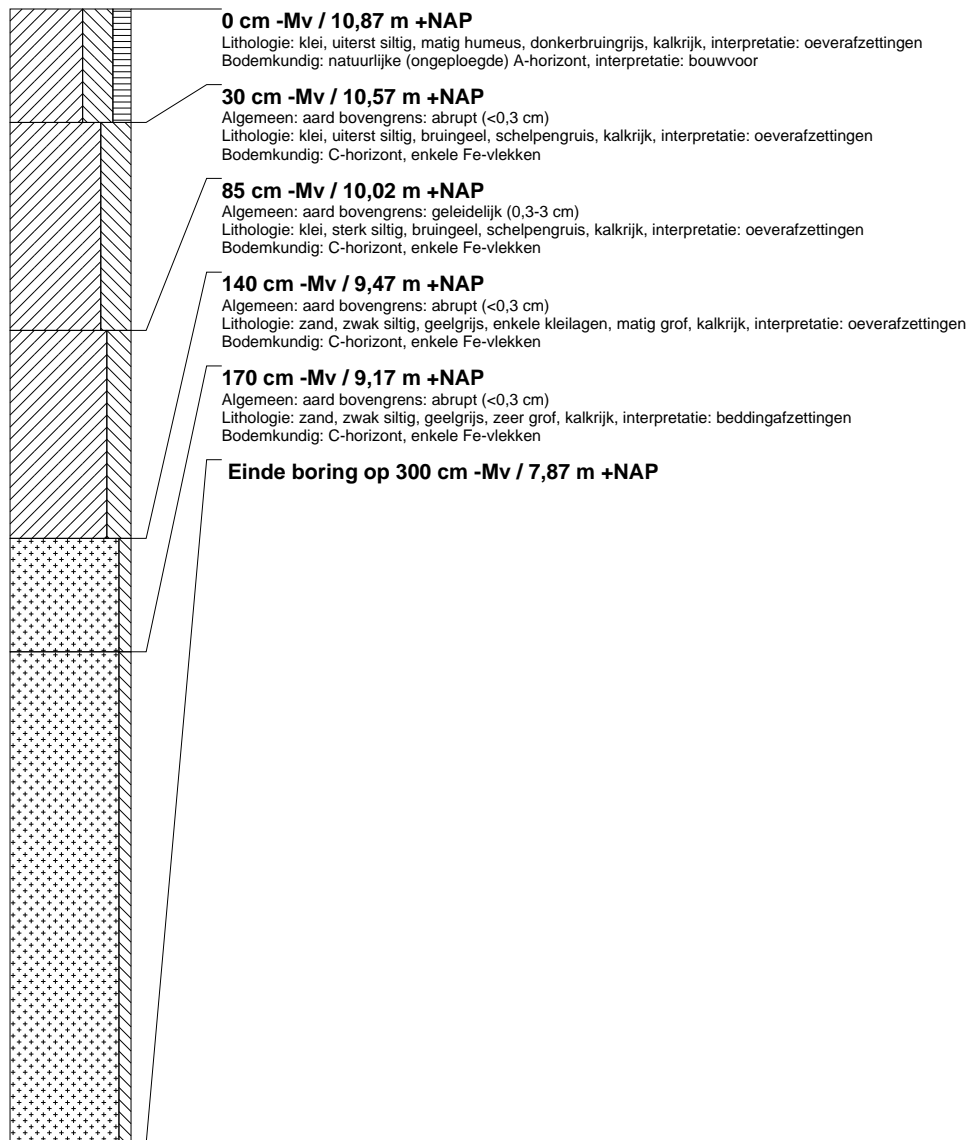 0 cm -Mv / 10,87 m +NAP
Lithologie: klei, uiterst siltig, matig humeus, donkerbruingrijs, kalkrijk, interpretatie: oeverafzettingen
Bodemkundig: natuurlijke (ongeploegde) A-horizont, interpretatie: bouwvoor
30 cm -Mv / 10,57 m +NAP
Algemeen: aard bovengrens: abrupt (<0,3 cm)
Lithologie: klei, uiterst siltig, bruingeel, schelpengruis, kalkrijk, interpretatie: oeverafzettingen
Bodemkundig: C-horizont, enkele Fe-vlekken
85 cm -Mv / 10,02 m +NAP
Algemeen: aard bovengrens: geleidelijk (0,3-3 cm)
Lithologie: klei, sterk siltig, bruingeel, schelpengruis, kalkrijk, interpretatie: oeverafzettingen
Bodemkundig: C-horizont, enkele Fe-vlekken
140 cm -Mv / 9,47 m +NAP
Algemeen: aard bovengrens: abrupt (<0,3 cm)
Lithologie: zand, zwak siltig, geelgrijs, enkele kleilagen, matig grof, kalkrijk, interpretatie: oeverafzettingen
Bodemkundig: C-horizont, enkele Fe-vlekken
170 cm -Mv / 9,17 m +NAP
Algemeen: aard bovengrens: abrupt (<0,3 cm)
Lithologie: zand, zwak siltig, geelgrijs, zeer grof, kalkrijk, interpretatie: beddingafzettingen
Bodemkundig: C-horizont, enkele Fe-vlekken
Einde boring op 300 cm -Mv / 7,87 m +NAP